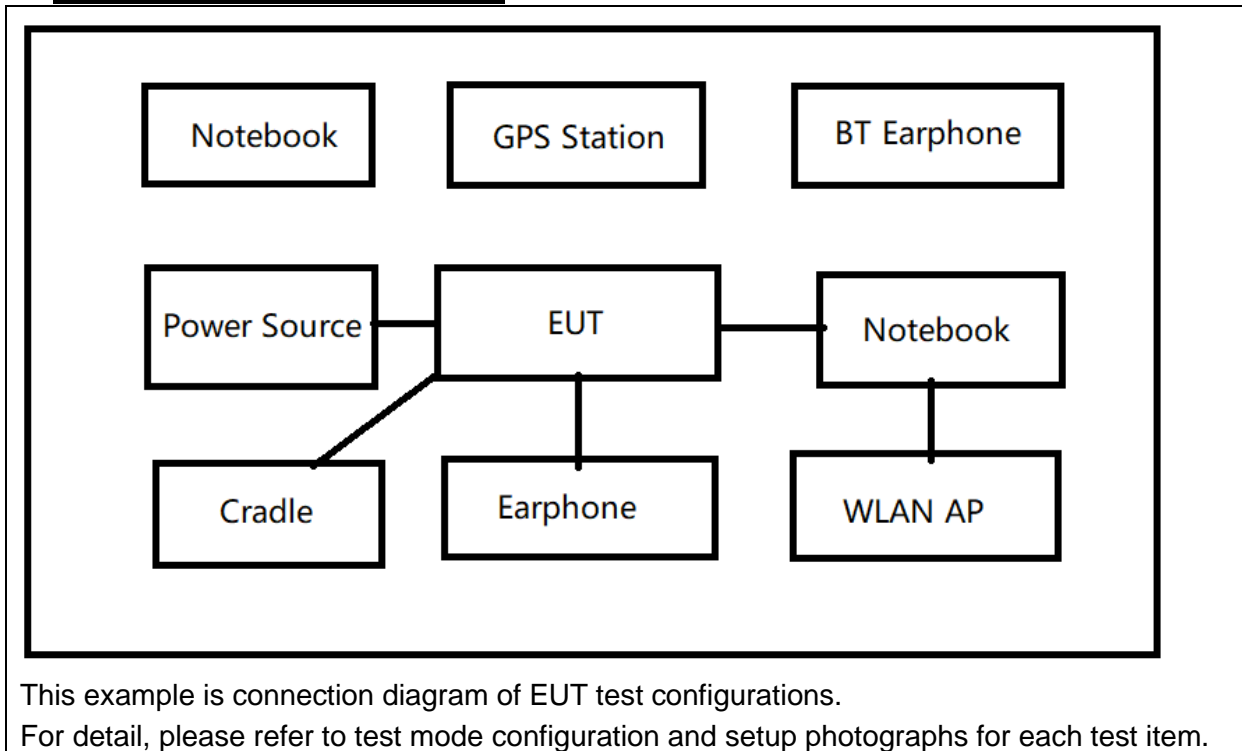 Notebook
GPS Station
BT Earphone
Power Source
EUT
Notebook
Cradle
Earphone
WLAN AP
This example is connection diagram of EUT test configurations.
For detail, please refer to test mode configuration and setup photographs for each test item.